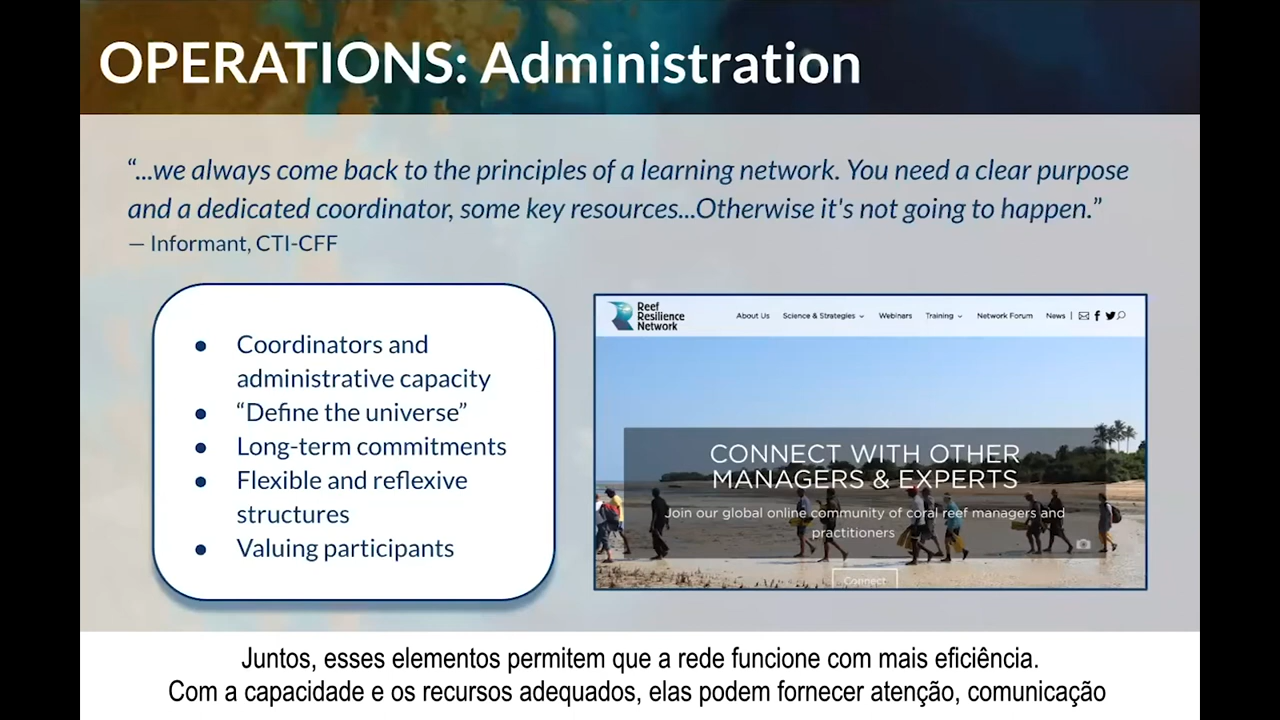 OPERATIONS: Administration
“...we always come back to the principles of a learning network. You need a clear purpose
and a dedicated coordinator, some key resources...Otherwise it's not going to happen.”
— Informant, CTI-CFF
● Coordinators and
administrative capacity
● “Define the universe”
● Long-term commitments
● Flexible and reflexive
structures
● Valuing participants
Reef
Resilience
Network
About Us Science & Strategies Webinars Training Network Forum News |
CONNECT WITH OTHER
MANAGERS & EXPERTS
Join our global online community of coral reef managers and
practitioners
Connect
Juntos, esses elementos permitem que a rede funcione com mais eficiência.
Com a capacidade e os recursos adequados, elas podem fornecer atenção, comunicação